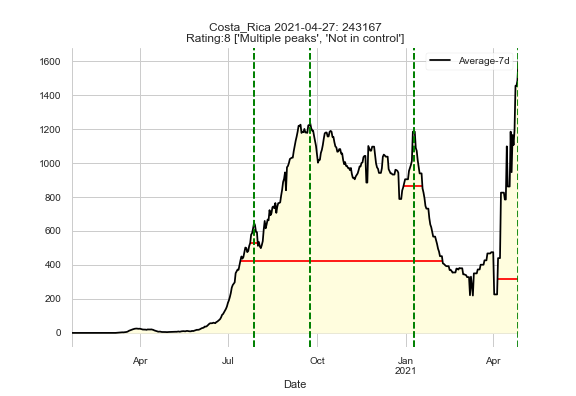 Costa_Rica 2021-04-27: 243167
Rating:8 ['Multiple peaks', 'Not in control']
Average-7d
1600
1400
1200
1000
800
600
400
200
0
Apr
Jul
Oct
Jan
2021
Apr
Date